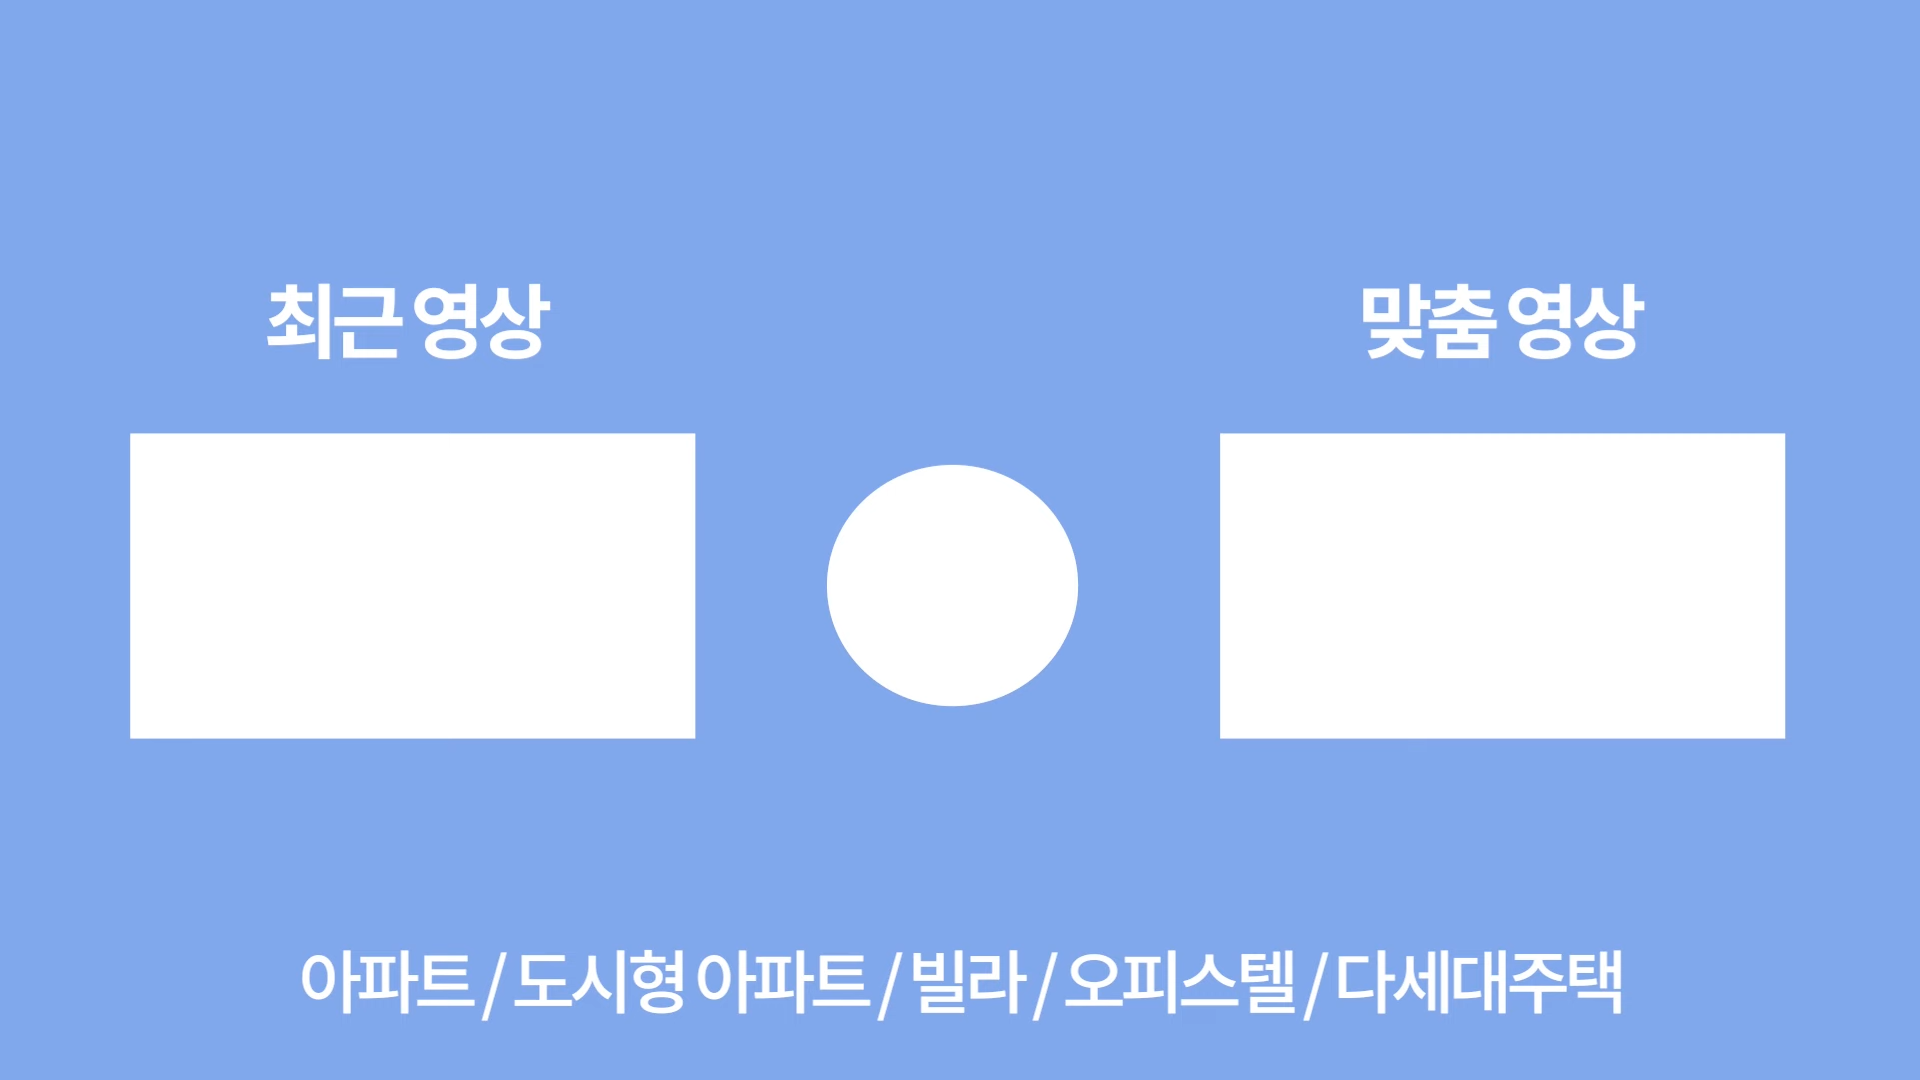 최근 영상
맞춤 영상
아파트 / 도시형 아파트 / 빌라 / 오피스텔 / 다세대주택